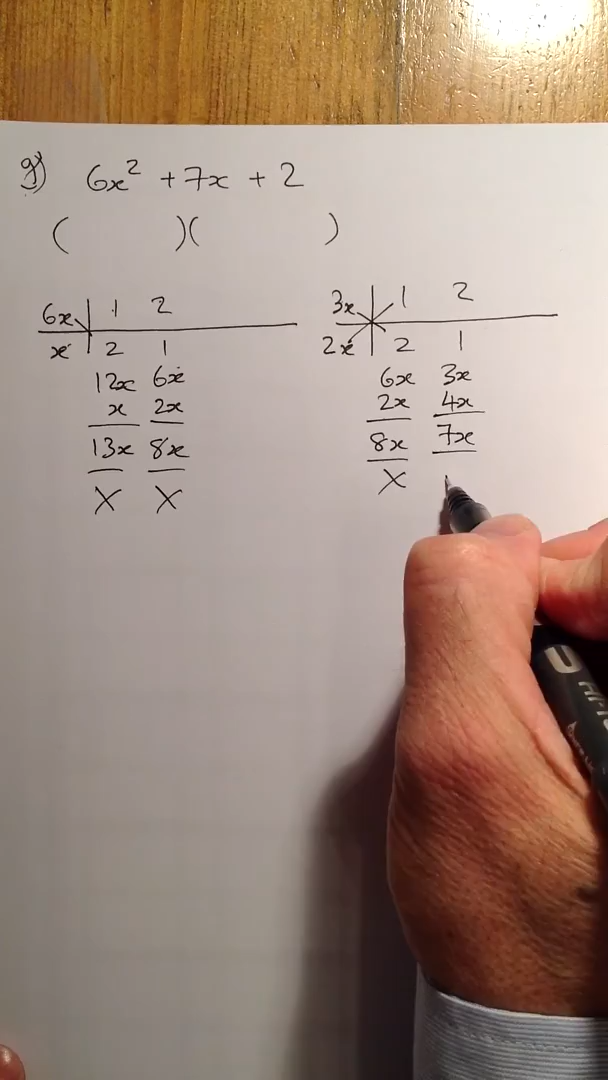 g) 6x² + 7x + 2
( )( )
6x 1 2
x 2 1
12x 6x
x 2x
13x 8x
X X
3x 1 2
2x 2 1
6x 3x
2x 4x
8x 7x
X